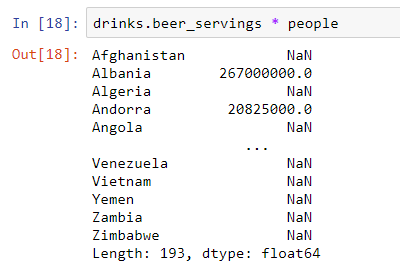 In [18]: drinks.beer_servings * people
Out[18]: Afghanistan NaN
Albania 267000000.0
Algeria NaN
Andorra 20825000.0
Angola NaN
...
Venezuela NaN
Vietnam NaN
Yemen NaN
Zambia NaN
Zimbabwe NaN
Length: 193, dtype: float64